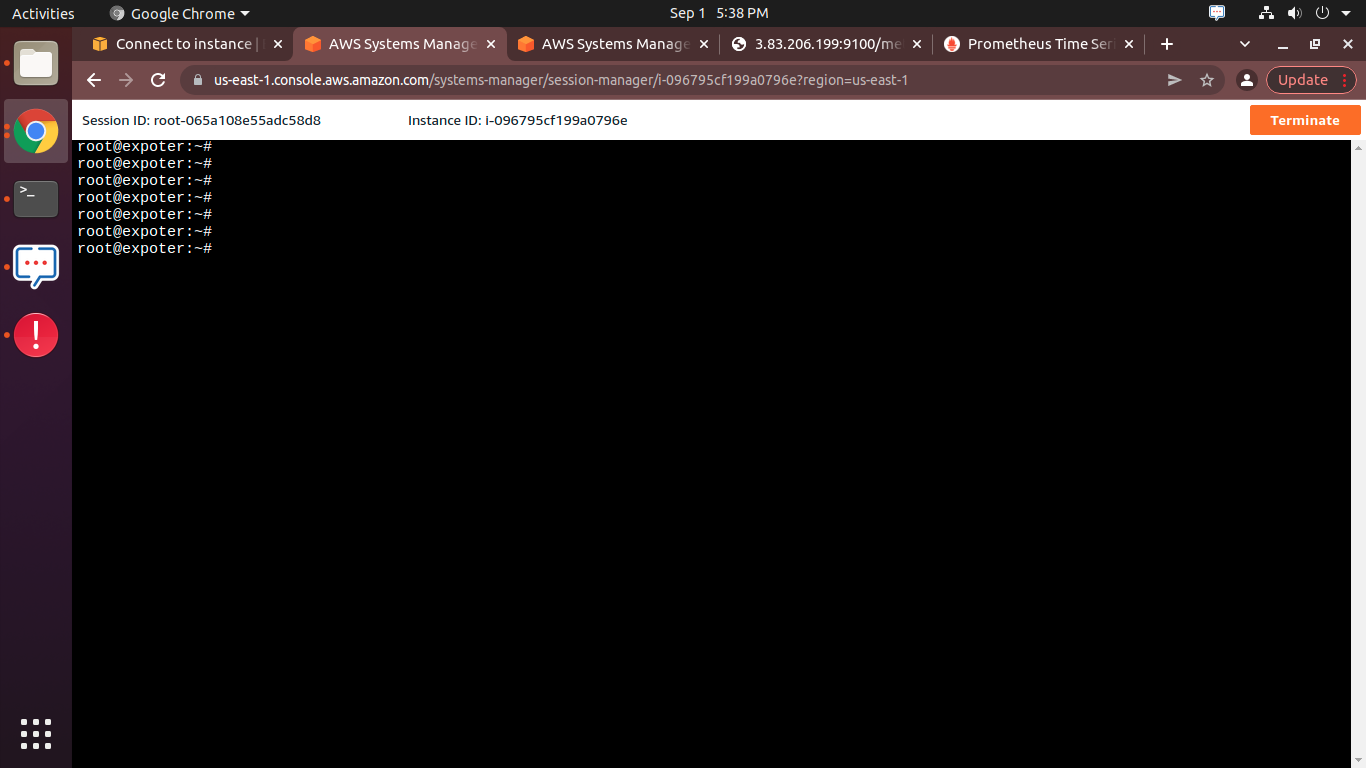 Activities
Google Chrome
Sep 1 5:38 PM
Connect to instance |
AWS Systems Manage
AWS Systems Manage
3.83.206.199:9100/me
Prometheus Time Seri
us-east-1.console.aws.amazon.com/systems-manager/session-manager/i-096795cf199a0796e?region=us-east-1
Update
Session ID: root-065a108e55adc58d8
Instance ID: i-096795cf199a0796e
Terminate
root@expoter:~#
root@expoter:~#
root@expoter:~#
root@expoter:~#
root@expoter:~#
root@expoter:~#
root@expoter:~#
>_